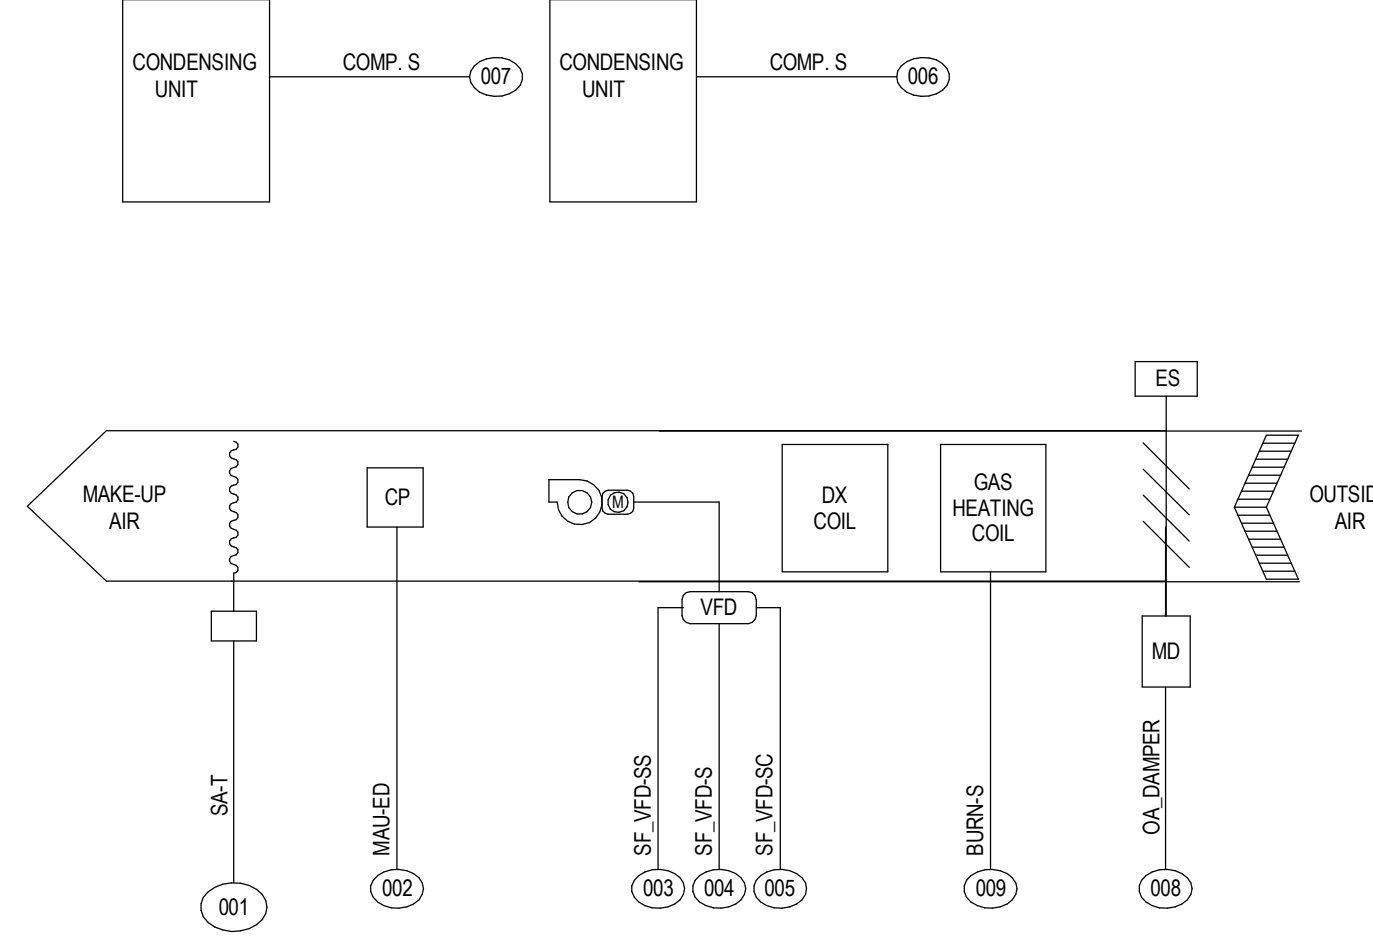 CONDENSING
UNIT
COMP. S
007
CONDENSING
UNIT
COMP. S
006
ES
MAKE-UP
AIR
CP
M
DX
COIL
GAS
HEATING
COIL
OUTSID
AIR
VFD
MD
SA-T
MAU-ED
SF_VFD-SS
SF_VFD-S
SF_VFD-SC
BURN-S
OA_DAMPER
001
002
003
004
005
009
008